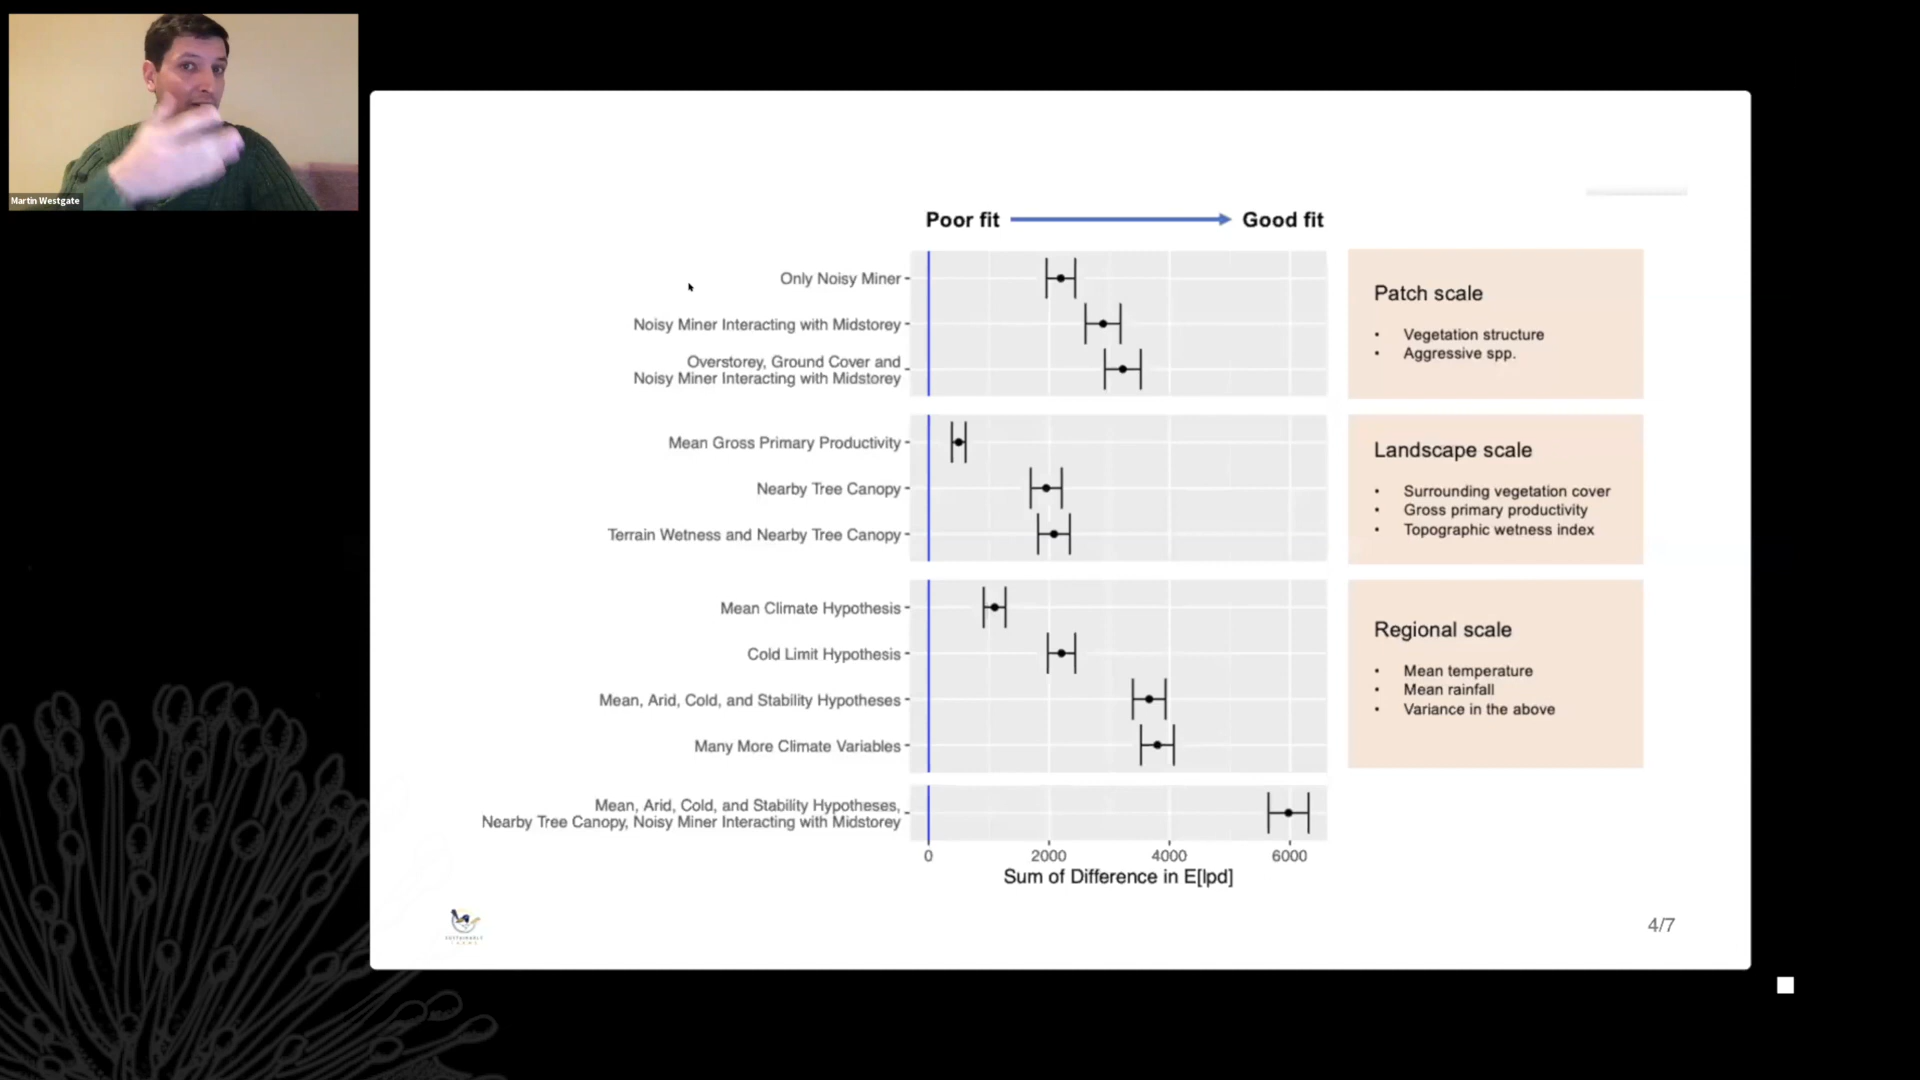 Martin Westgate
Poor fit
Good fit
Only Noisy Miner
Noisy Miner Interacting with Midstorey
Overstorey, Ground Cover and
Noisy Miner Interacting with Midstorey
Patch scale
• Vegetation structure
• Aggressive spp.
Mean Gross Primary Productivity
Nearby Tree Canopy
Terrain Wetness and Nearby Tree Canopy
Landscape scale
• Surrounding vegetation cover
• Gross primary productivity
• Topographic wetness index
Mean Climate Hypothesis
Cold Limit Hypothesis
Mean, Arid, Cold, and Stability Hypotheses
Many More Climate Variables
Regional scale
• Mean temperature
• Mean rainfall
• Variance in the above
Mean, Arid, Cold, and Stability Hypotheses,
Nearby Tree Canopy, Noisy Miner Interacting with Midstorey
0 2000 4000 6000
Sum of Difference in E[lpd]
SUSTAINABLE
FARMS
4/7